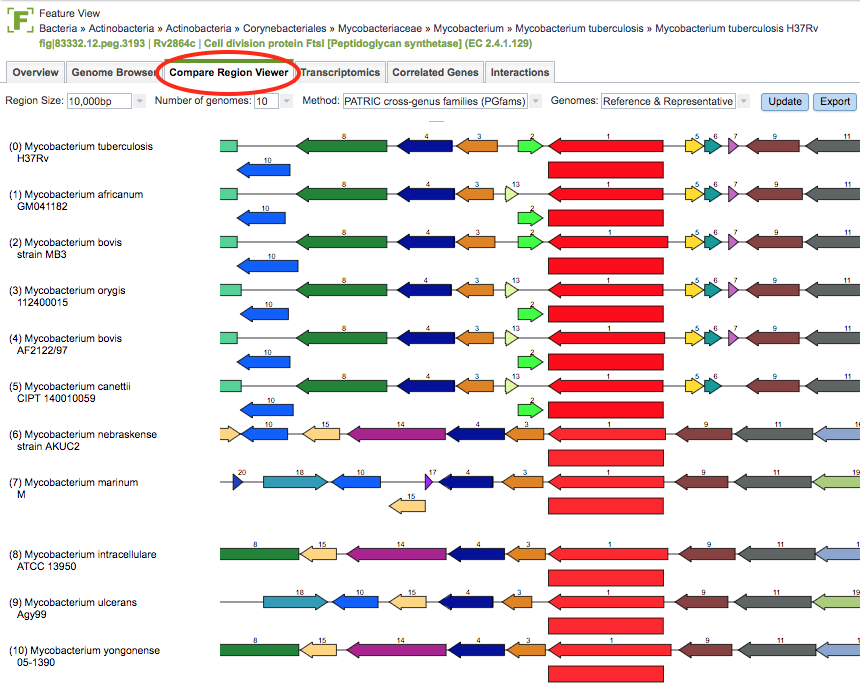 Feature View
Bacteria » Actinobacteria » Actinobacteria » Corynebacteriales » Mycobacteriaceae » Mycobacterium » Mycobacterium tuberculosis » Mycobacterium tuberculosis H37Rv
fig|83332.12.peg.3193 | Rv2864c | Cell division protein FtsI [Peptidoglycan synthetase] (EC 2.4.1.129)
Overview Genome Browser Compare Region Viewer Transcriptomics Correlated Genes Interactions
Region Size: 10,000bp Number of genomes: 10 Method: PATRIC cross-genus families (PGfams) Genomes: Reference & Representative Update Export
8 4 3 2 1 5 6 7 9 11
(0) Mycobacterium tuberculosis
H37Rv
10
8 4 3 13 1 5 6 7 9 11
(1) Mycobacterium africanum
GM041182
10 2
8 4 3 2 1 5 6 7 9 11
(2) Mycobacterium bovis
strain MB3
10
8 4 3 13 1 5 6 7 9 11
(3) Mycobacterium orygis
112400015
10 2
8 4 3 13 1 5 6 7 9 11
(4) Mycobacterium bovis
AF2122/97
10 2
8 4 3 13 1 5 6 9 11
(5) Mycobacterium canettii
CIPT 140010059
10 2
10 15 14 4 3 1 9 11
(6) Mycobacterium nebraskense
strain AKUC2
20 18 10 17 4 3 1 9 11 19
(7) Mycobacterium marinum
M
15
8 15 14 4 3 1 9 11
(8) Mycobacterium intracellulare
ATCC 13950
18 10 15 4 3 1 9 11 19
(9) Mycobacterium ulcerans
Agy99
8 15 14 4 3 1 9 11
(10) Mycobacterium yongonense
05-1390